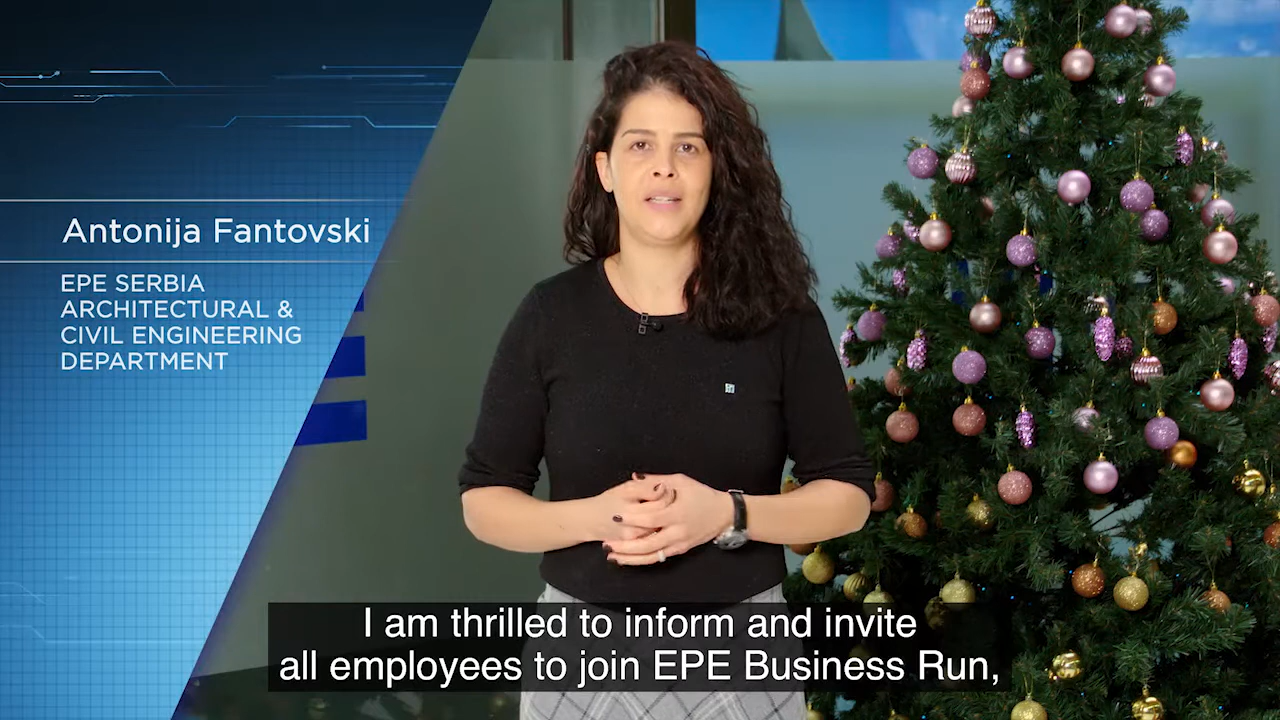 Antonija Fantovski
EPE SERBIA
ARCHITECTURAL &
CIVIL ENGINEERING
DEPARTMENT
I am thrilled to inform and invite
all employees to join EPE Business Run,